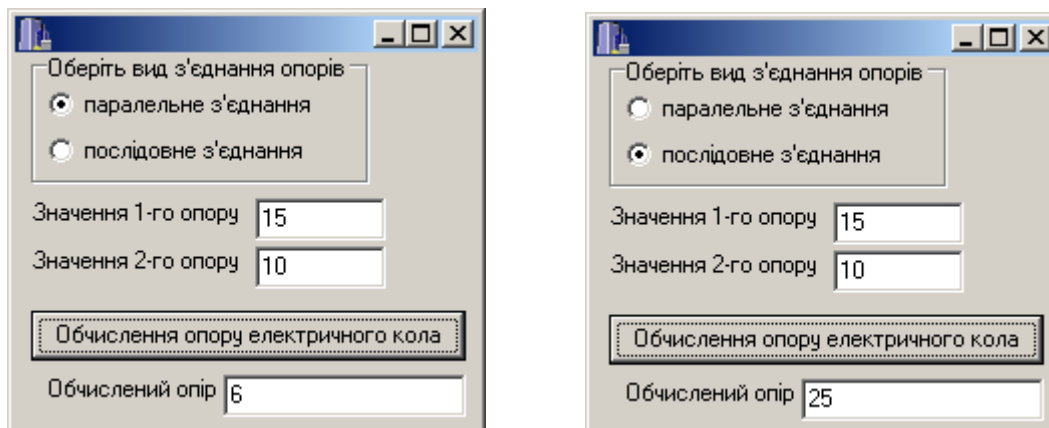 Оберіть вид з'єднання опорів
паралельне з'єднання
послідовне з'єднання
Значення 1-го опору 15
Значення 2-го опору 10
Обчислення опору електричного кола
Обчислений опір 6
Оберіть вид з'єднання опорів
паралельне з'єднання
послідовне з'єднання
Значення 1-го опору 15
Значення 2-го опору 10
Обчислення опору електричного кола
Обчислений опір 25